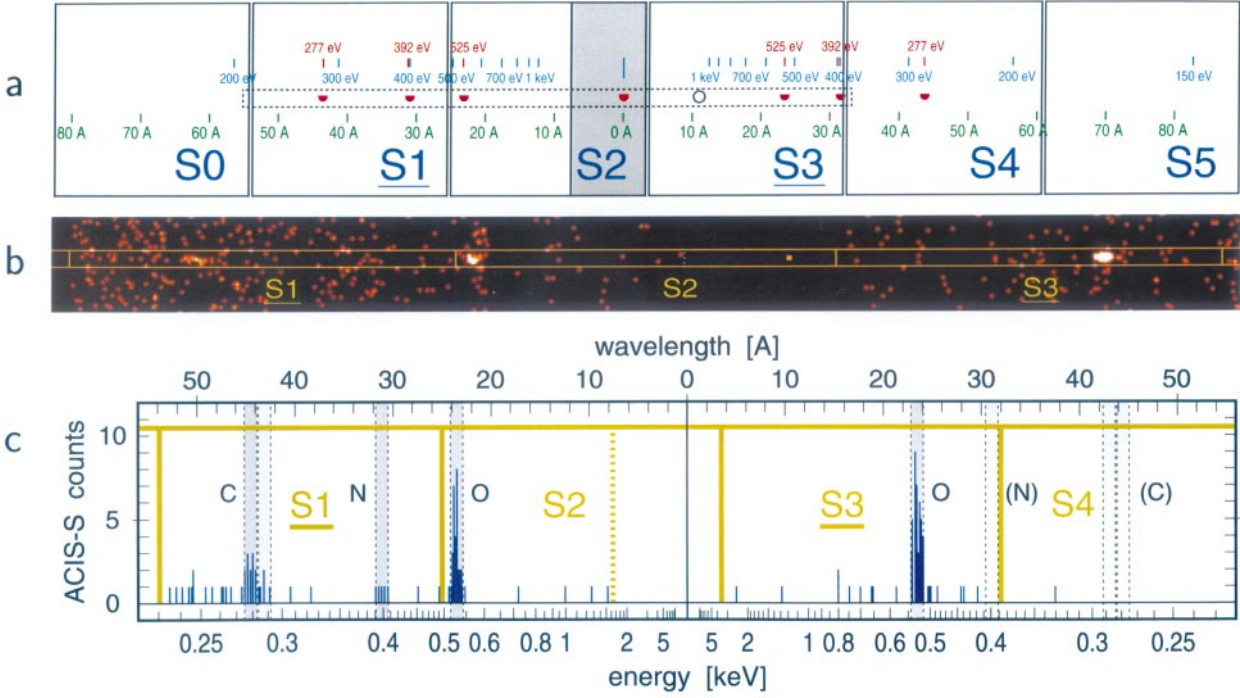 a
277 eV 392 eV 525 eV 525 eV 392 eV 277 eV
200 eV 300 eV 400 eV 500 eV 700 eV 1 keV 1 keV 700 eV 500 eV 400 eV 300 eV 200 eV 150 eV
80 A 70 A 60 A 50 A 40 A 30 A 20 A 10 A 0 A 10 A 20 A 30 A 40 A 50 A 60 A 70 A 80 A
S0 S1 S2 S3 S4 S5
b
S1 S2 S3
wavelength [A]
50 40 30 20 10 0 10 20 30 40 50
c
ACIS-S counts
10
5
0
C S1 N O S2 S3 O (N) S4 (C)
0.25 0.3 0.4 0.5 0.6 0.8 1 2 5 5 2 1 0.8 0.6 0.5 0.4 0.3 0.25
energy [keV]